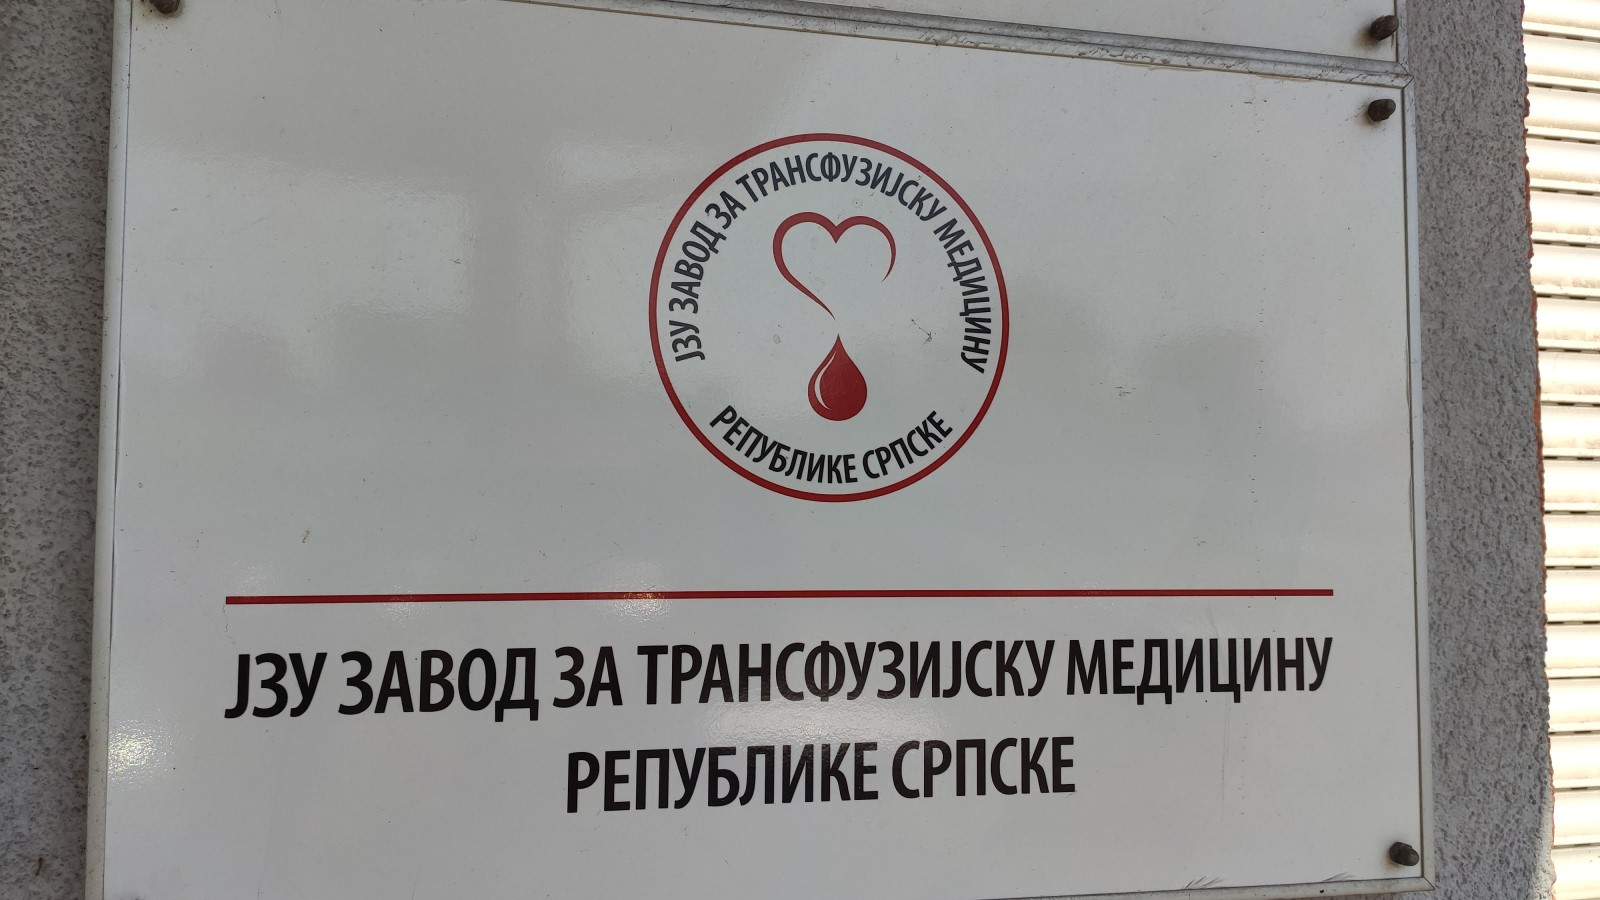 ЈЗУ ЗАВОД ЗА ТРАНСФУЗИЈСКУ МЕДИЦИНУ
РЕПУБЛИКЕ СРПСКЕ
ЈЗУ ЗАВОД ЗА ТРАНСФУЗИЈСКУ МЕДИЦИНУ
РЕПУБЛИКЕ СРПСКЕ